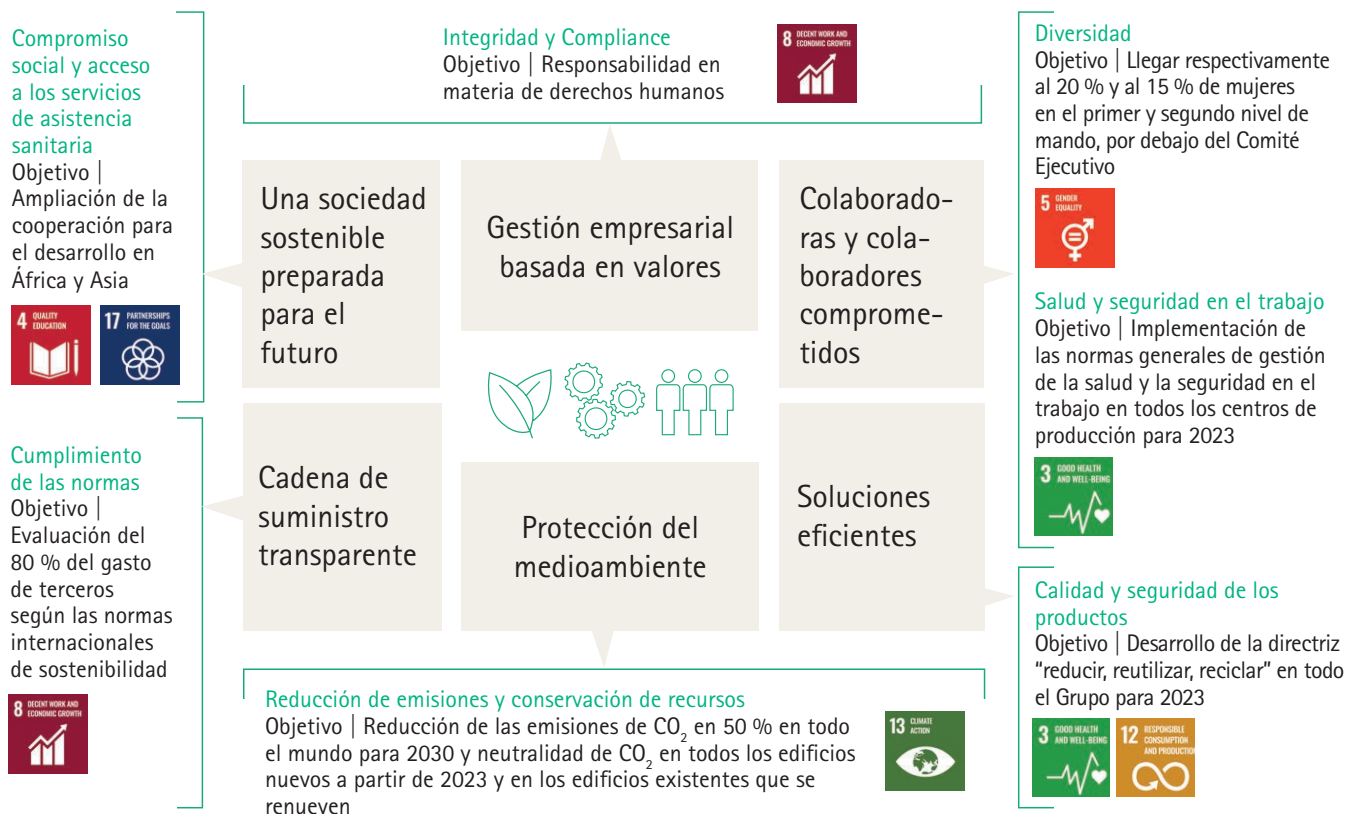 Compromiso
social y acceso
a los servicios
de asistencia
sanitaria
Objetivo |
Ampliación de la
cooperación para
el desarrollo en
África y Asia
4 QUALITY
EDUCATION
17 PARTNERSHIPS
FOR THE GOALS
Cumplimiento
de las normas
Objetivo |
Evaluación del
80 % del gasto
de terceros
según las normas
internacionales
de sostenibilidad
8 DECENT WORK AND
ECONOMIC GROWTH
Integridad y Compliance
Objetivo | Responsabilidad en
materia de derechos humanos
8 DECENT WORK AND
ECONOMIC GROWTH
Una sociedad
sostenible
preparada
para el
futuro
Gestión empresarial
basada en valores
Colaborado-
ras y cola-
boradores
comprome-
tidos
Cadena de
suministro
transparente
Protección del
medioambiente
Soluciones
eficientes
Reducción de emisiones y conservación de recursos
Objetivo | Reducción de las emisiones de CO₂ en 50 % en todo
el mundo para 2030 y neutralidad de CO₂ en todos los edificios
nuevos a partir de 2023 y en los edificios existentes que se
renueven
13 CLIMATE
ACTION
Diversidad
Objetivo | Llegar respectivamente
al 20 % y al 15 % de mujeres
en el primer y segundo nivel de
mando, por debajo del Comité
Ejecutivo
5 GENDER
EQUALITY
Salud y seguridad en el trabajo
Objetivo | Implementación de
las normas generales de gestión
de la salud y la seguridad en el
trabajo en todos los centros de
producción para 2023
3 GOOD HEALTH
AND WELL-BEING
Calidad y seguridad de los
productos
Objetivo | Desarrollo de la directriz
“reducir, reutilizar, reciclar” en todo
el Grupo para 2023
3 GOOD HEALTH
AND WELL-BEING
12 RESPONSIBLE
CONSUMPTION
AND PRODUCTION